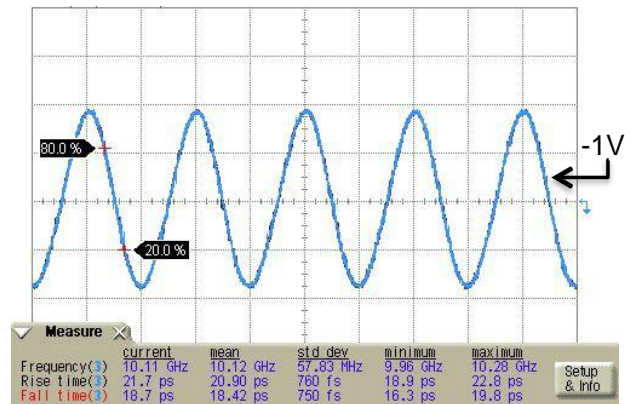 80.0 %
-1V
20.0 %
Measure
current mean std dev minimum maximum
Frequency(3) 10.11 GHz 10.12 GHz 57.83 MHz 9.96 GHz 10.28 GHz
Rise time(3) 21.7 ps 20.90 ps 760 fs 18.9 ps 22.8 ps
Fall time(3) 18.7 ps 18.42 ps 750 fs 16.3 ps 19.8 ps
Setup
& Info